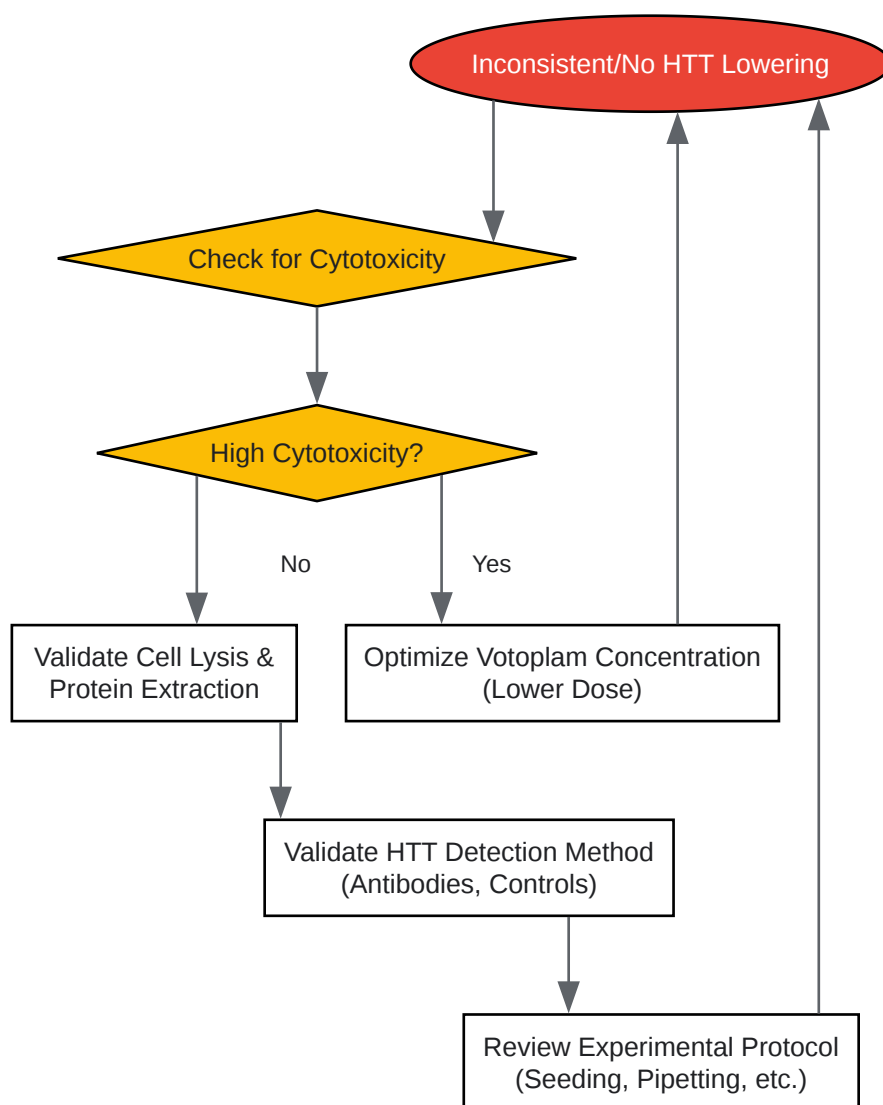 Inconsistent/No HTT Lowering
Check for Cytotoxicity
High Cytotoxicity?
No
Yes
Validate Cell Lysis &
Protein Extraction
Optimize Votoplam Concentration
(Lower Dose)
Validate HTT Detection Method
(Antibodies, Controls)
Review Experimental Protocol
(Seeding, Pipetting, etc.)